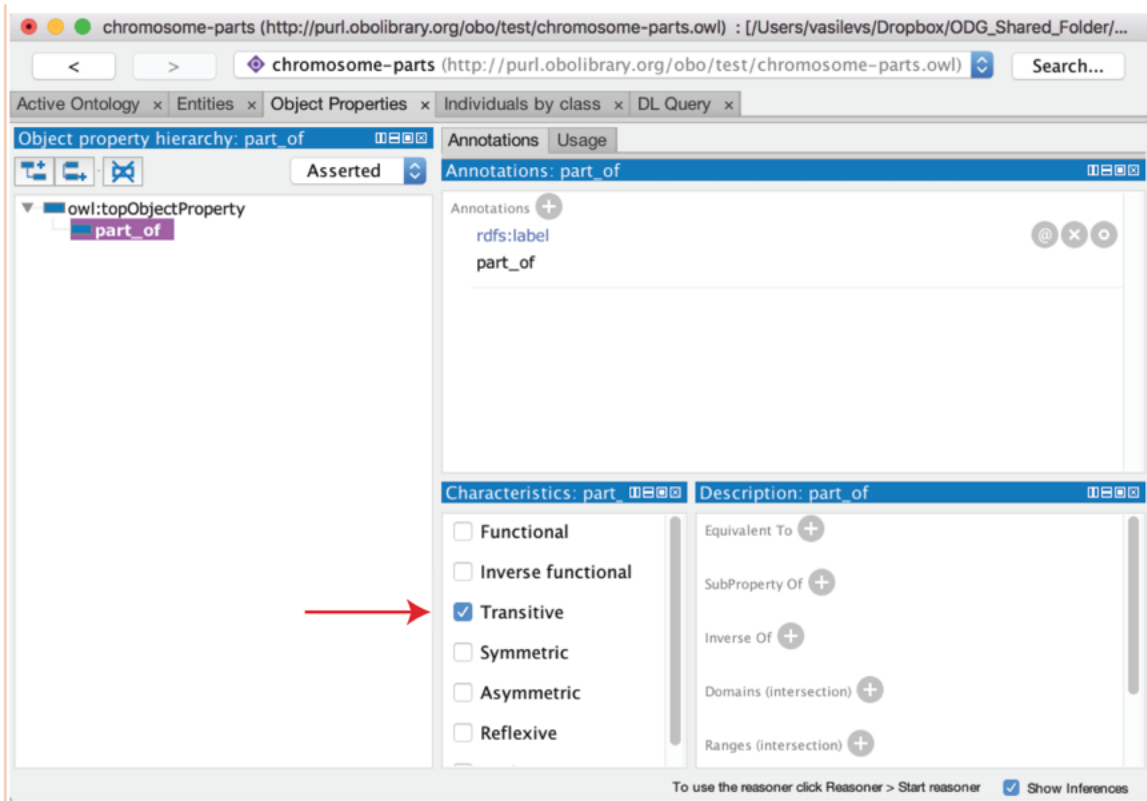 chromosome-parts (http://purl.obolibrary.org/obo/test/chromosome-parts.owl) : [/Users/vasilevs/Dropbox/ODG_Shared_Folder/...
< > chromosome-parts (http://purl.obolibrary.org/obo/test/chromosome-parts.owl) Search...
Active Ontology × Entities × Object Properties × Individuals by class × DL Query ×
Object property hierarchy: part_of
Asserted
owl:topObjectProperty
part_of
Annotations Usage
Annotations: part_of
Annotations
rdfs:label
part_of
Characteristics: part_
Functional
Inverse functional
Transitive
Symmetric
Asymmetric
Reflexive
Description: part_of
Equivalent To
SubProperty Of
Inverse Of
Domains (intersection)
Ranges (intersection)
To use the reasoner click Reasoner > Start reasoner Show Inferences